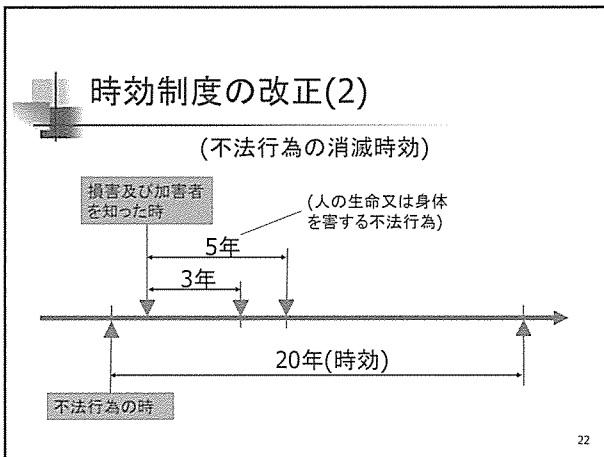 時効制度の改正(2)
(不法行為の消滅時効)
損害及び加害者
を知った時
(人の生命又は身体
を害する不法行為)
5年
3年
20年(時効)
不法行為の時
22